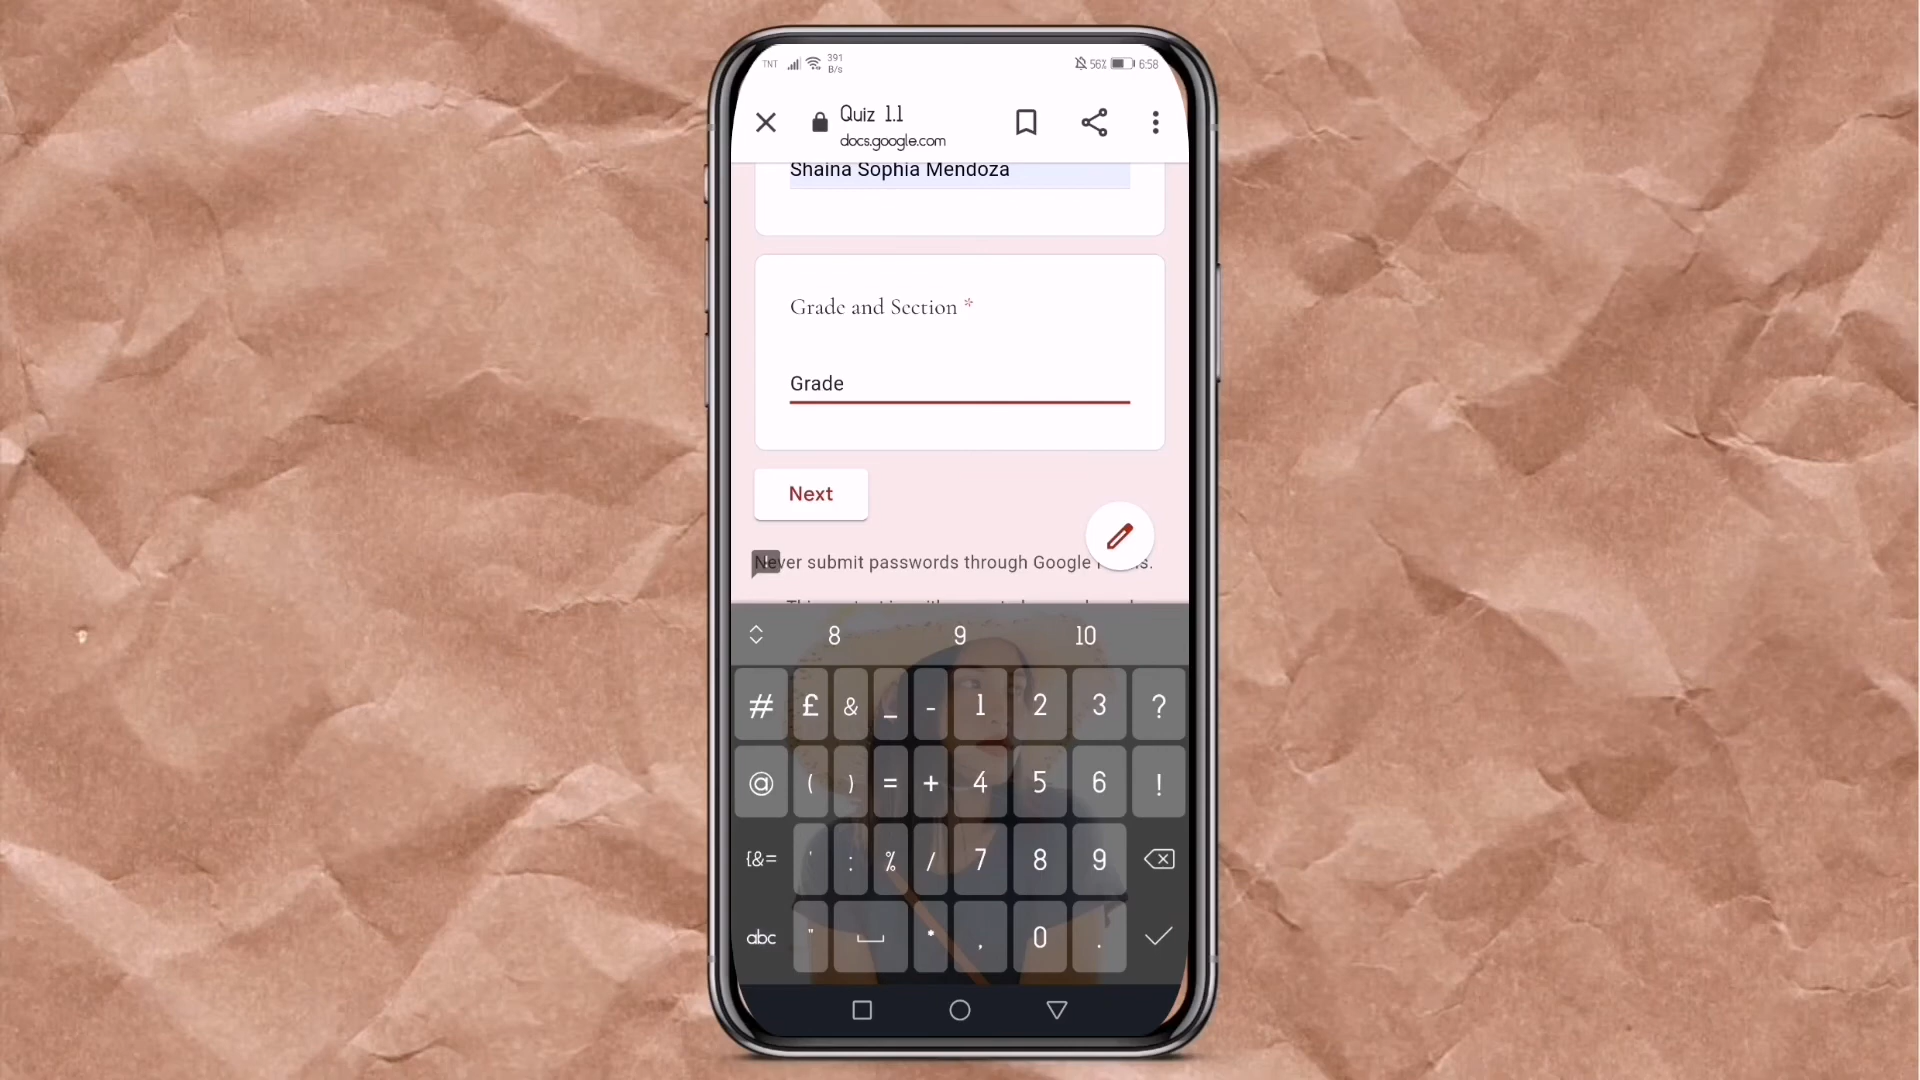 TNT 391 B/s 56% 6:58
Quiz 1.1
docs.google.com
Shaina Sophia Mendoza
Grade and Section *
Grade
Next
Never submit passwords through Google
8 9 10
# £ & _ - 1 2 3 ?
@ ( ) = + 4 5 6 !
{&= ' : % / 7 8 9
abc " * , 0 .